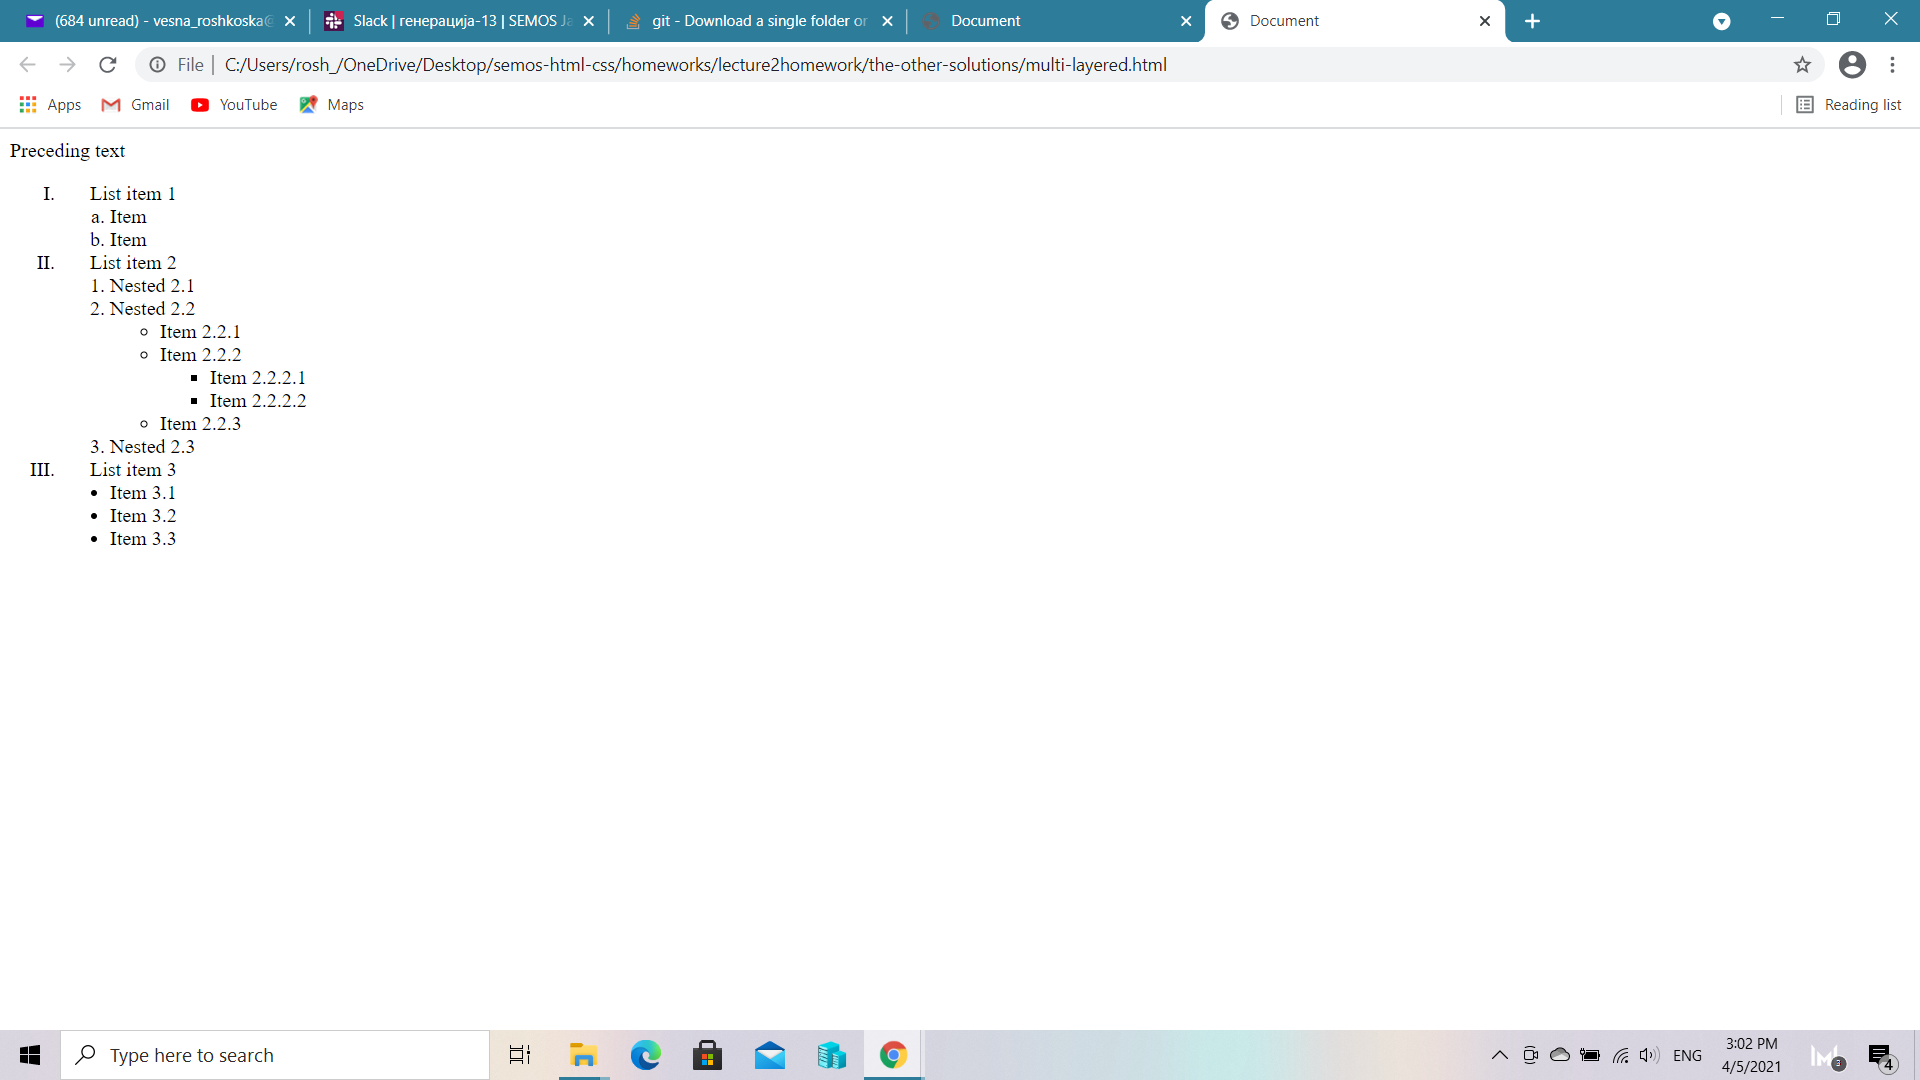 (684 unread) - vesna_roshkoska@
Slack | генерација-13 | SEMOS Ja
git - Download a single folder or
Document
Document
File
C:/Users/rosh_/OneDrive/Desktop/semos-html-css/homeworks/lecture2homework/the-other-solutions/multi-layered.html
Apps
Gmail
YouTube
Maps
Reading list
Preceding text
I. List item 1
a. Item
b. Item
II. List item 2
1. Nested 2.1
2. Nested 2.2
Item 2.2.1
Item 2.2.2
Item 2.2.2.1
Item 2.2.2.2
Item 2.2.3
3. Nested 2.3
III. List item 3
Item 3.1
Item 3.2
Item 3.3
Type here to search
ENG
3:02 PM
4/5/2021
3
4